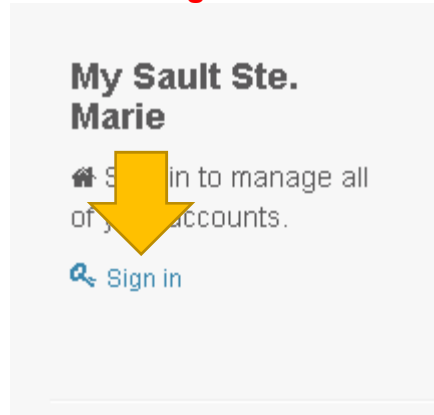 My Sault Ste.
Marie
in to manage all
of accounts.
Sign in